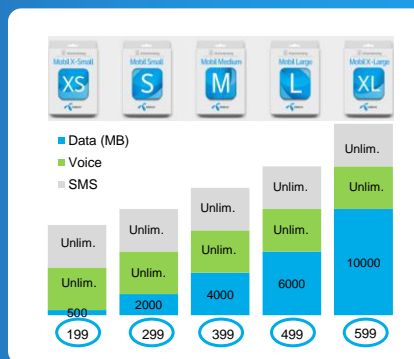 Mobil X-Small Mobil Small Mobil Medium Mobil Large Mobil X-Large
XS S M L XL
Data (MB)
Voice
SMS
Unlim. Unlim. Unlim. Unlim. Unlim.
Unlim. Unlim. Unlim. Unlim. Unlim.
500 2000 4000 6000 10000
199 299 399 499 599